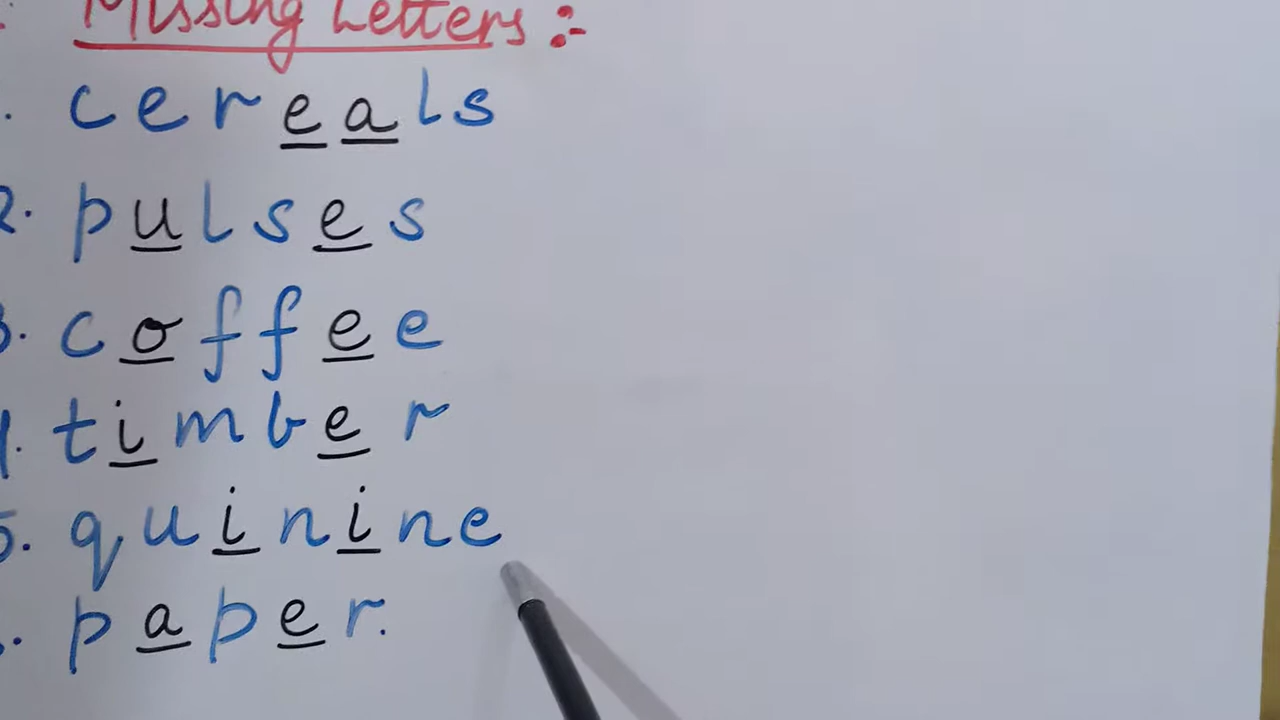 Missing Letters :-
. cereals
2. pulses
3. coffee
4. timber
5. quinine
. paper.